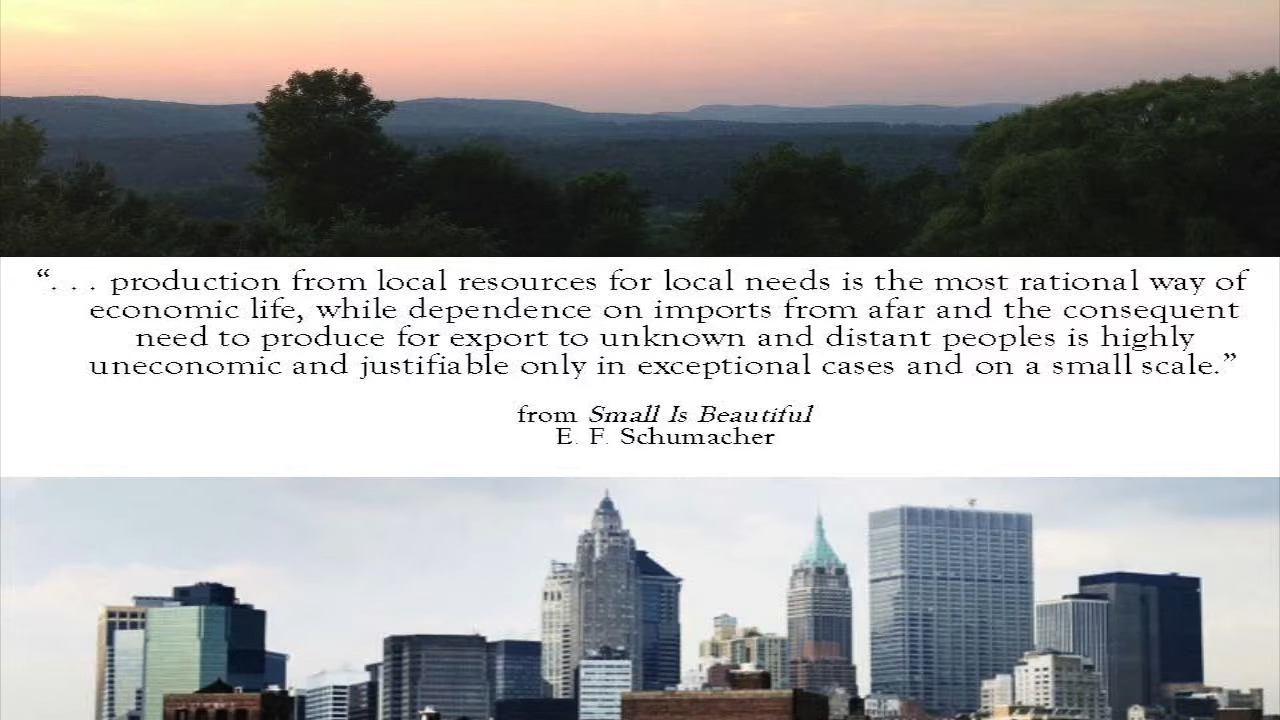 “. . . production from local resources for local needs is the most rational way of
economic life, while dependence on imports from afar and the consequent
need to produce for export to unknown and distant peoples is highly
uneconomic and justifiable only in exceptional cases and on a small scale.”
from Small Is Beautiful
E. F. Schumacher